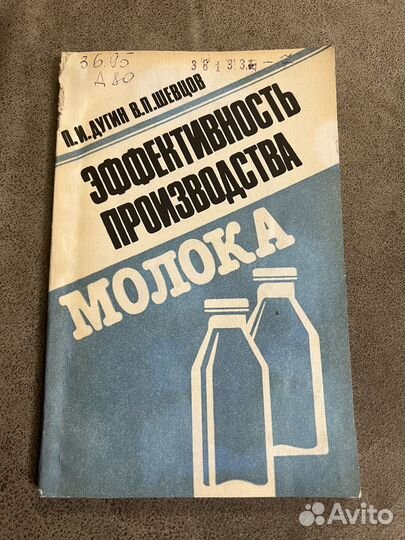 36.95
Д 80
П.И.ДУГИН В.П.ШЕВЦОВ
ЭФФЕКТИВНОСТЬ
ПРОИЗВОДСТВА
МОЛОКА
Avito